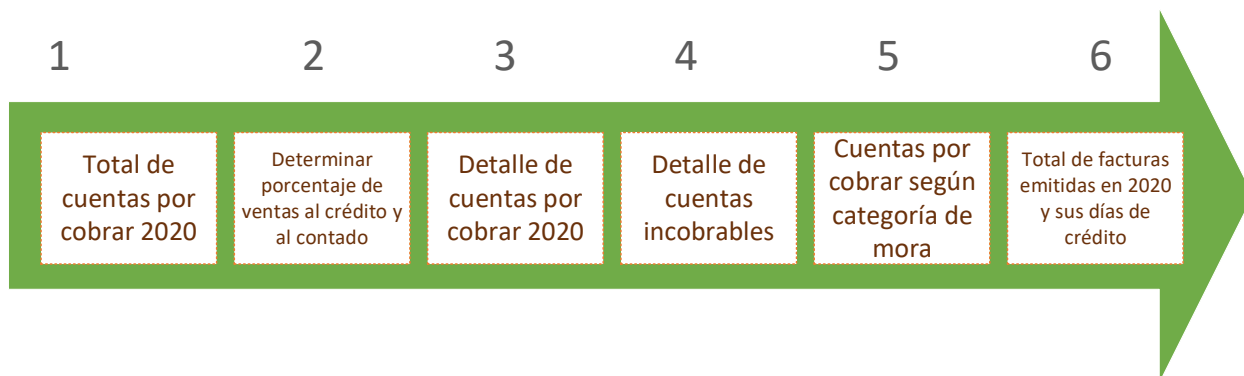 1
2
3
4
5
6
Total de
cuentas por
cobrar 2020
Determinar
porcentaje de
ventas al crédito y
al contado
Detalle de
cuentas por
cobrar 2020
Detalle de
cuentas
incobrables
Cuentas por
cobrar según
categoría de
mora
Total de facturas
emitidas en 2020
y sus días de
crédito